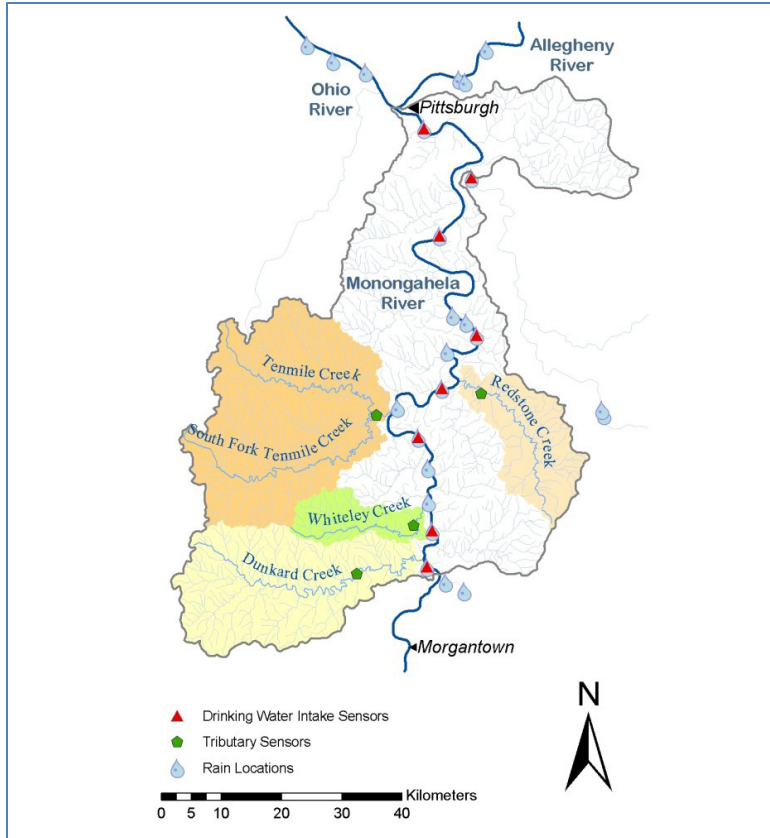 Allegheny
River
Ohio
River
Pittsburgh
Monongahela
River
Tenmile Creek
Redstone Creek
South Fork Tenmile Creek
Whiteley Creek
Dunkard Creek
Morgantown
N
Drinking Water Intake Sensors
Tributary Sensors
Rain Locations
Kilometers
0 5 10 20 30 40